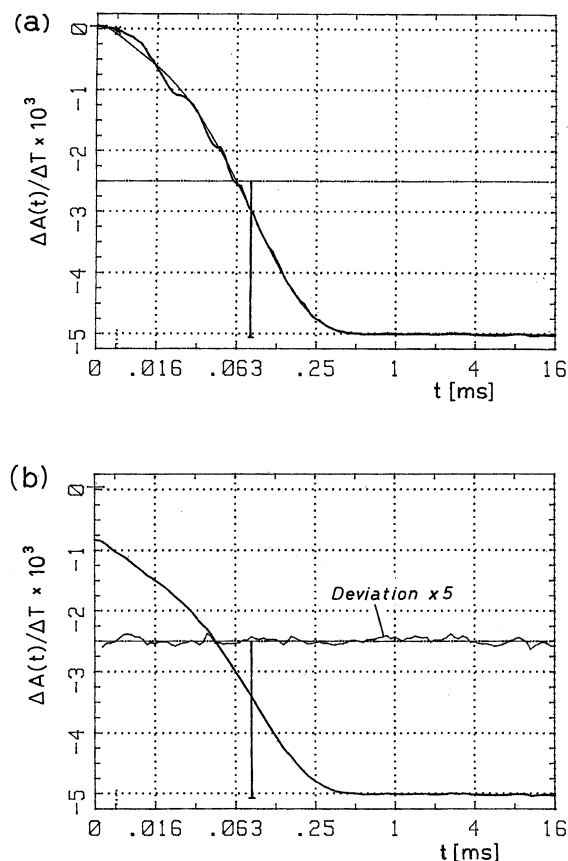 (a)
0
-1
-2
-3
-4
-5
ΔA(t)/ΔT × 10³
0 .016 .063 .25 1 4 16
t [ms]
(b)
0
-1
-2
-3
-4
-5
ΔA(t)/ΔT × 10³
Deviation x 5
0 .016 .063 .25 1 4 16
t [ms]